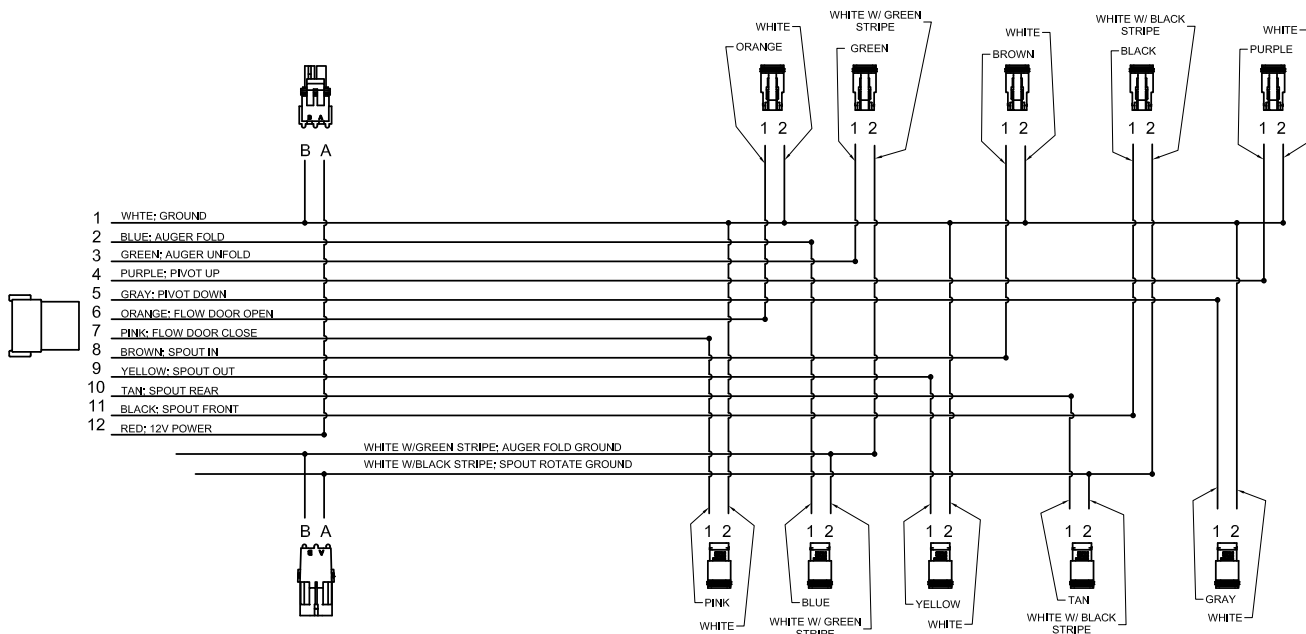 WHITE
ORANGE
WHITE W/ GREEN
STRIPE
GREEN
WHITE
BROWN
WHITE W/ BLACK
STRIPE
BLACK
WHITE
PURPLE
1 2
1 2
1 2
1 2
1 2
B A
1 WHTE; GROUND
2 BLUE; AUGER FOLD
3 GREEN; AUGER UNFOLD
4 PURPLE; PIVOT UP
5 GRAY; PIVOT DOWN
6 ORANGE; FLOW DOOR OPEN
7 PINK; FLOW DOOR CLOSE
8 BROWN; SPOUT IN
9 YELLOW; SPOUT OUT
10 TAN; SPOUT REAR
11 BLACK; SPOUT FRONT
12 RED; 12V POWER
WHITE W/GREEN STRIPE; AUGER FOLD GROUND
WHITE W/BLACK STRIPE; SPOUT ROTATE GROUND
B A
1 2
1 2
1 2
1 2
1 2
PINK
WHITE
BLUE
WHITE W/ GREEN
STRIPE
YELLOW
WHITE
TAN
WHITE W/ BLACK
STRIPE
GRAY
WHITE